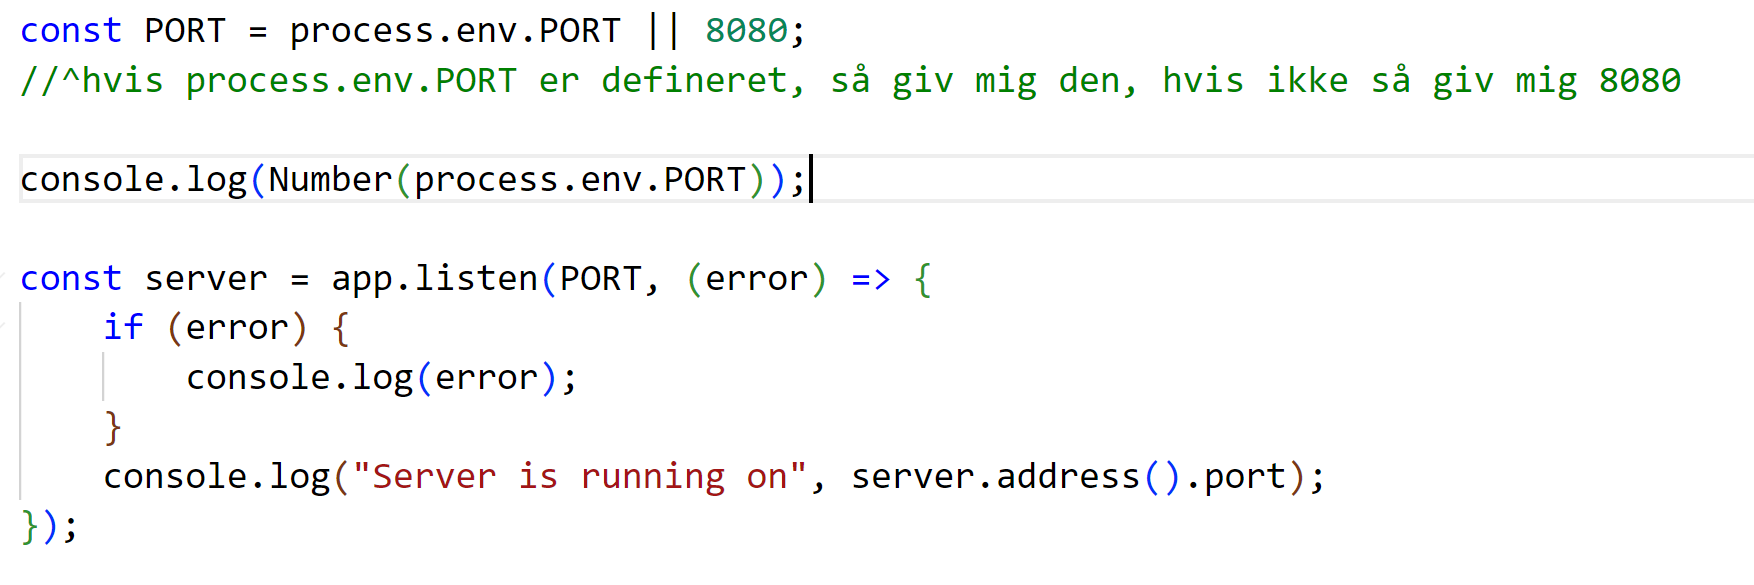 const PORT = process.env.PORT || 8080;
//^hvis process.env.PORT er defineret, så giv mig den, hvis ikke så giv mig 8080
console.log(Number(process.env.PORT));
const server = app.listen(PORT, (error) => {
    if (error) {
        console.log(error);
    }
    console.log("Server is running on", server.address().port);
});